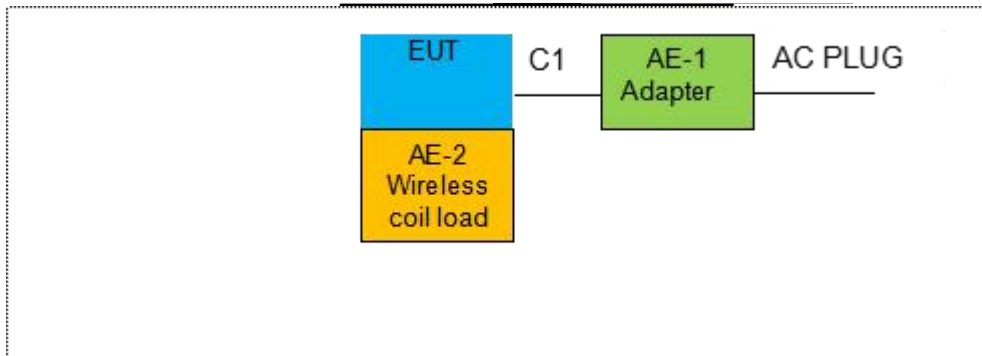 EUT
C1
AE-1
Adapter
AC PLUG
AE-2
Wireless
coil load